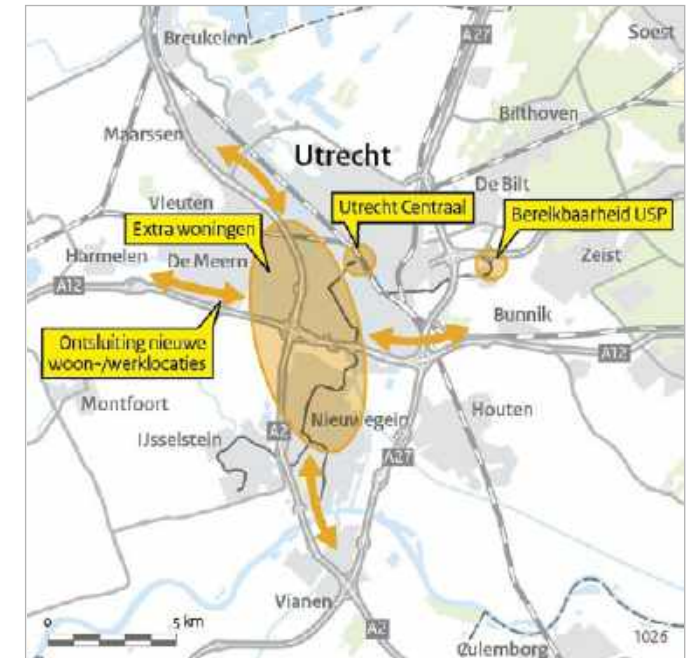 Breukelen
A27
Soest
Bilthoven
Maarssen
Utrecht
De Bilt
Vleuten
Utrecht Centraal
Bereikbaarheid USP
Extra woningen
Harmelen
De Meern
Zeist
A12
Bunnik
Ontsluiting nieuwe
woon-/werklocaties
A12
Montfoort
Nieuwegein
Houten
IJsselstein
A2
A27
Vianen
0
5 km
A2
1026
Culemborg